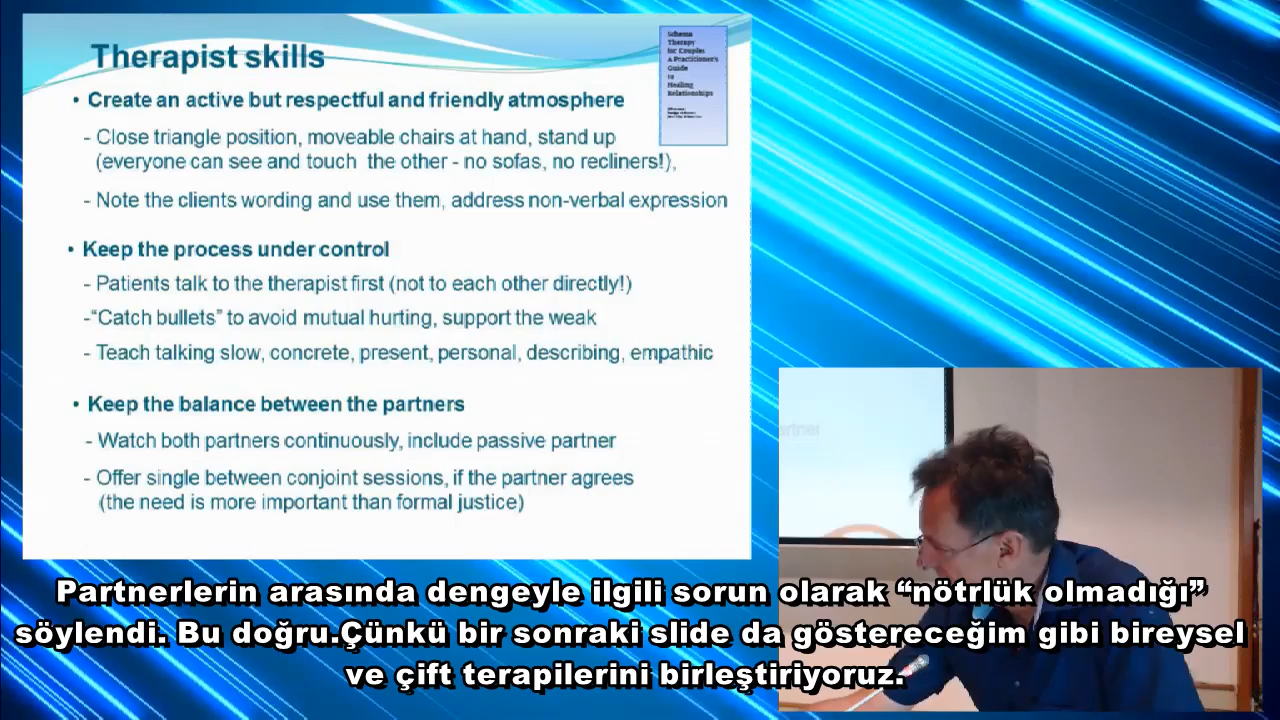 Therapist skills
Schema
Therapy
for Couples
A Practitioner's
Guide
to
Healing
Relationships
• Create an active but respectful and friendly atmosphere
- Close triangle position, moveable chairs at hand, stand up
(everyone can see and touch the other - no sofas, no recliners!),
- Note the clients wording and use them, address non-verbal expression
• Keep the process under control
- Patients talk to the therapist first (not to each other directly!)
-“Catch bullets” to avoid mutual hurting, support the weak
- Teach talking slow, concrete, present, personal, describing, empathic
• Keep the balance between the partners
- Watch both partners continuously, include passive partner
- Offer single between conjoint sessions, if the partner agrees
(the need is more important than formal justice)
Partnerlerin arasında dengeyle ilgili sorun olarak “nötrlük olmadığı”
söylendi. Bu doğru.Çünkü bir sonraki slide da göstereceğim gibi bireysel
ve çift terapilerini birleştiriyoruz.